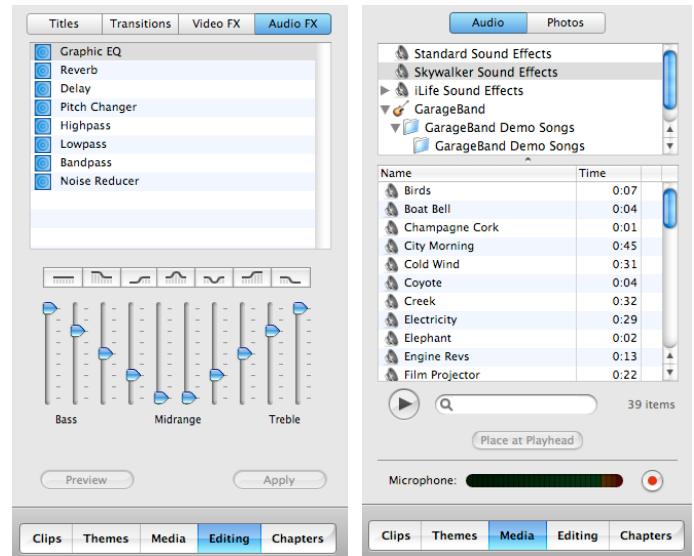 Titles Transitions Video FX Audio FX
Graphic EQ
Reverb
Delay
Pitch Changer
Highpass
Lowpass
Bandpass
Noise Reducer
Bass Midrange Treble
Preview Apply
Clips Themes Media Editing Chapters
Audio Photos
Standard Sound Effects
Skywalker Sound Effects
iLife Sound Effects
GarageBand
GarageBand Demo Songs
GarageBand Demo Songs
Name Time
Birds 0:07
Boat Bell 0:04
Champagne Cork 0:01
City Morning 0:45
Cold Wind 0:31
Coyote 0:04
Creek 0:32
Electricity 0:29
Elephant 0:02
Engine Revs 0:13
Film Projector 0:22
39 items
Place at Playhead
Microphone:
Clips Themes Media Editing Chapters